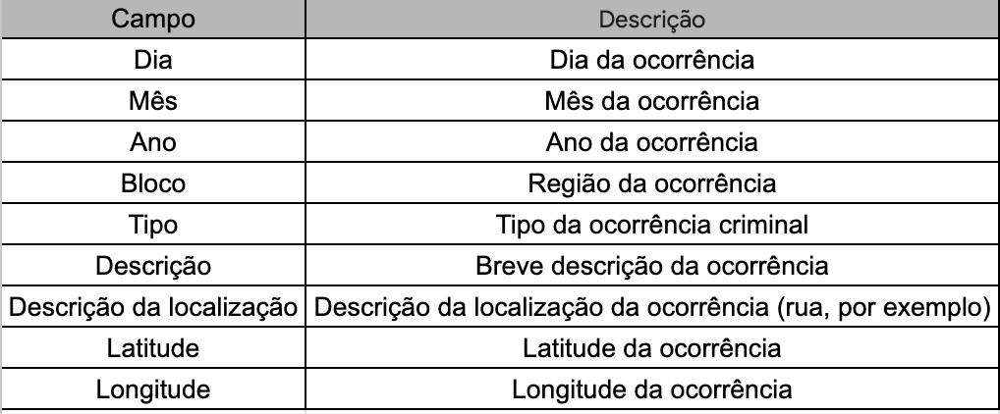 Campo Descrição
Dia Dia da ocorrência
Mês Mês da ocorrência
Ano Ano da ocorrência
Bloco Região da ocorrência
Tipo Tipo da ocorrência criminal
Descrição Breve descrição da ocorrência
Descrição da localização Descrição da localização da ocorrência (rua, por exemplo)
Latitude Latitude da ocorrência
Longitude Longitude da ocorrência